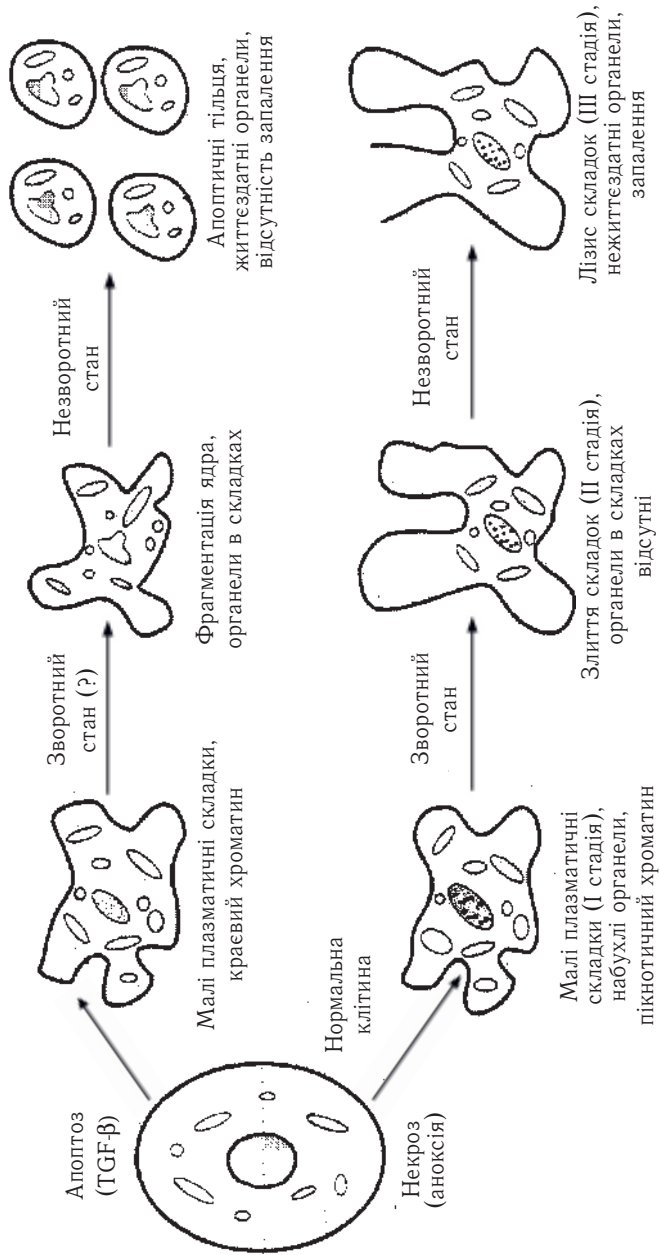 Апоптоз
(TGF-β)
Малі плазматичні складки,
краєвий хроматин
Зворотний
стан (?)
Фрагментація ядра,
органели в складках
Незворотний
стан
Апоптичні тільця,
життєздатні органели,
відсутність запалення
Нормальна
клітина
Некроз
(аноксія)
Малі плазматичні
складки (I стадія),
набухлі органели,
пікнотичний хроматин
Зворотний
стан
Злиття складок (II стадія),
органели в складках
відсутні
Незворотний
стан
Лізис складок (III стадія),
нежиттєздатні органели,
запалення